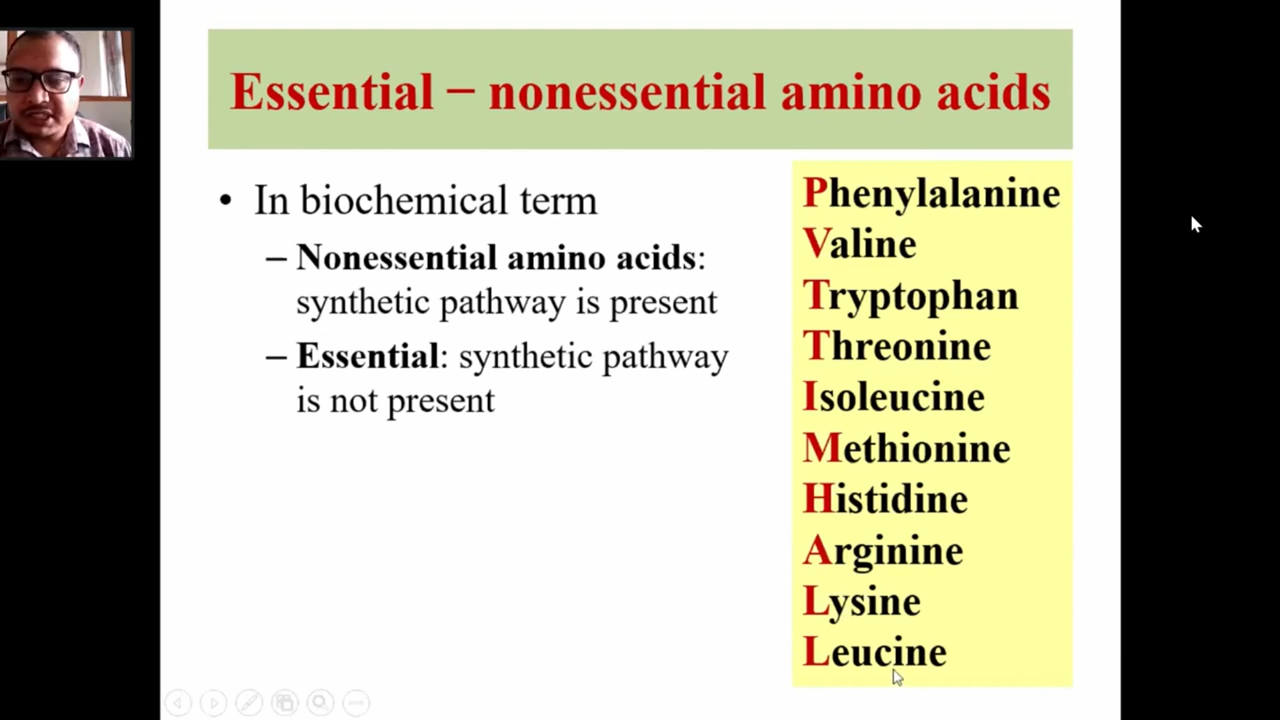 Essential – nonessential amino acids
• In biochemical term
– Nonessential amino acids:
synthetic pathway is present
– Essential: synthetic pathway
is not present
Phenylalanine
Valine
Tryptophan
Threonine
Isoleucine
Methionine
Histidine
Arginine
Lysine
Leucine